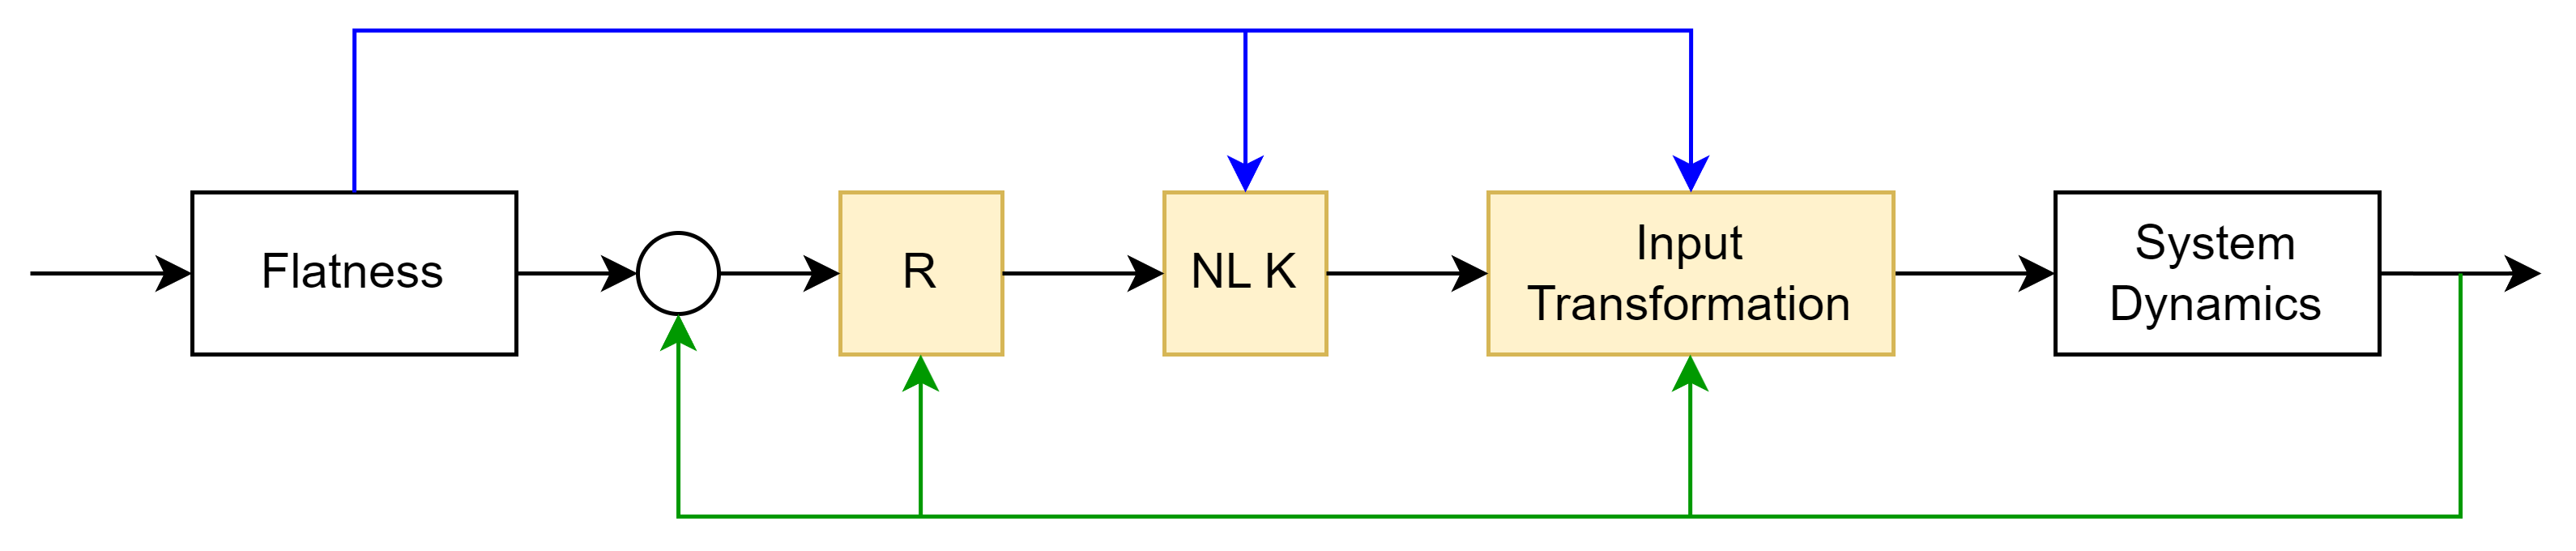 Flatness
R
NL K
Input
Transformation
System
Dynamics